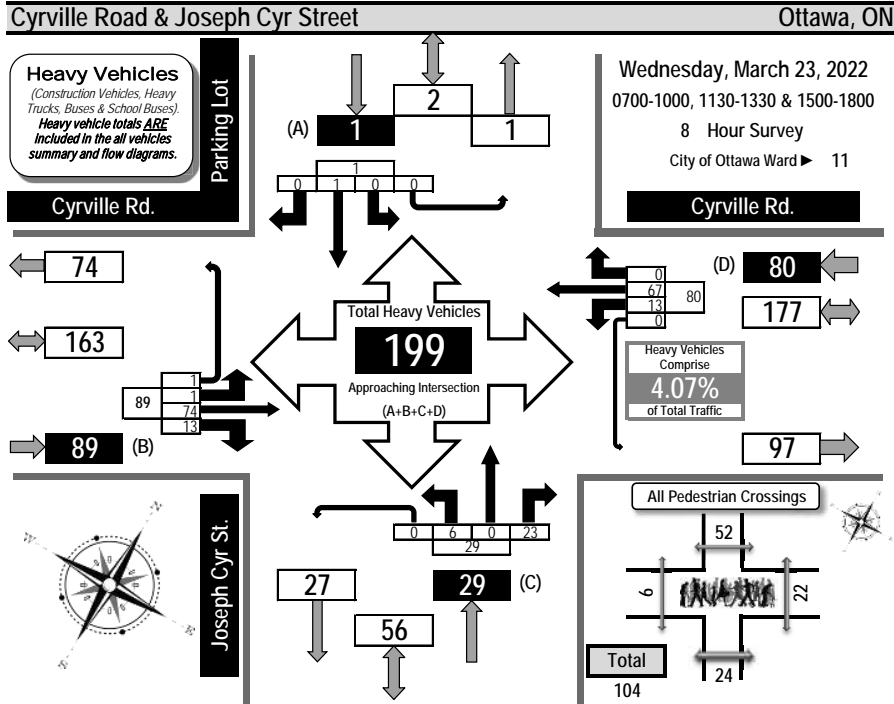 Cyrville Road & Joseph Cyr Street Ottawa, ON
Heavy Vehicles
(Construction Vehicles, Heavy
Trucks, Buses & School Buses).
Heavy vehicle totals ARE
included in the all vehicles
summary and flow diagrams.
Parking Lot
Cyrville Rd.
2
(A) 1 1
1
0 1 0 0
Wednesday, March 23, 2022
0700-1000, 1130-1330 & 1500-1800
8 Hour Survey
City of Ottawa Ward ► 11
Cyrville Rd.
74
163
1
1
74
13
89
89 (B)
Total Heavy Vehicles
199
Approaching Intersection
(A+B+C+D)
0
67
13
0
80
(D) 80
177
Heavy Vehicles
Comprise
4.07%
of Total Traffic
97
Joseph Cyr St.
N
W
E
S
0 6 0 23
29
27 29 (C)
56
All Pedestrian Crossings
52
6
22
24
Total
104